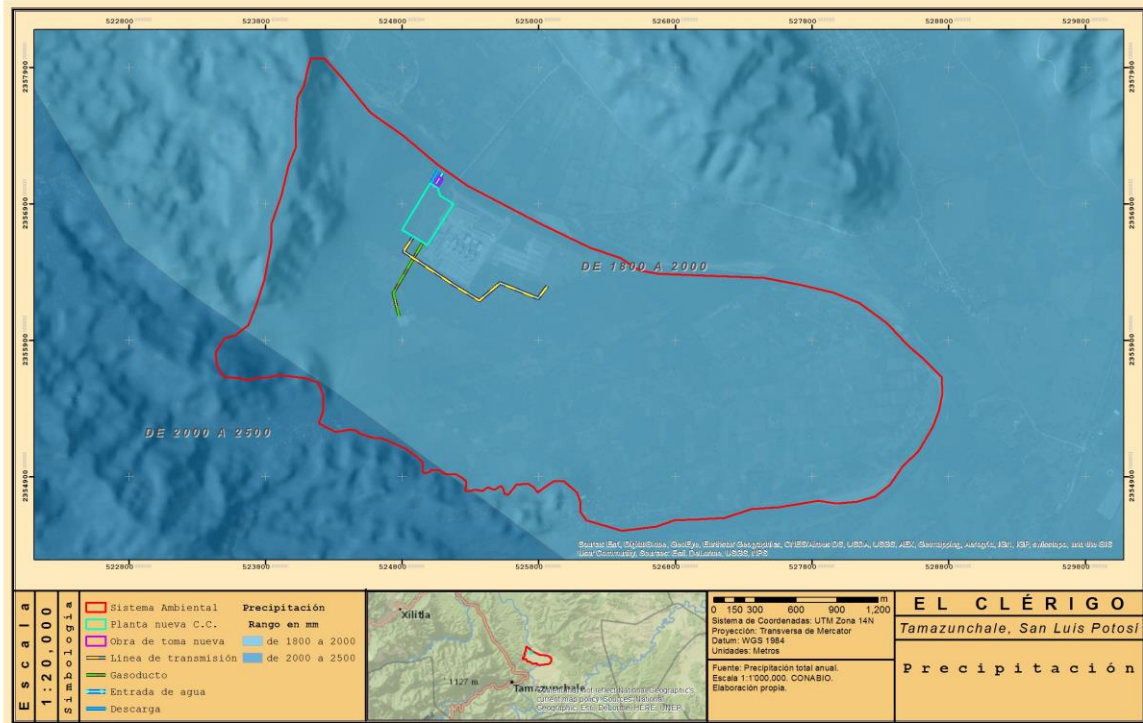 522800 523800 524800 525800 526800 527800 528800 529800
2357900
2356900
2355900
2354900
2357900
2356900
2355900
2354900
DE 1800 A 2000
DE 2000 A 2500
522800 523800 524800 525800 526800 527800 528800 529800
Escala
1:20,000
Simbología
Sistema Ambiental
Planta nueva C.C.
Obra de toma nueva
Línea de transmisión
Gasoducto
Entrada de agua
Descarga
Precipitación
Rango en mm
de 1800 a 2000
de 2000 a 2500
Xilitla
1127 m
Tamazunchale
m
0 150 300 600 900 1,200
Sistema de Coordenadas: UTM Zona 14N
Proyección: Transversa de Mercator
Datum: WGS 1984
Unidades: Metros
Fuente: Precipitación total anual.
Escala 1:1'000,000. CONABIO.
Elaboración propia.
EL CLÉRIGO
Tamazunchale, San Luis Potosí
Precipitación